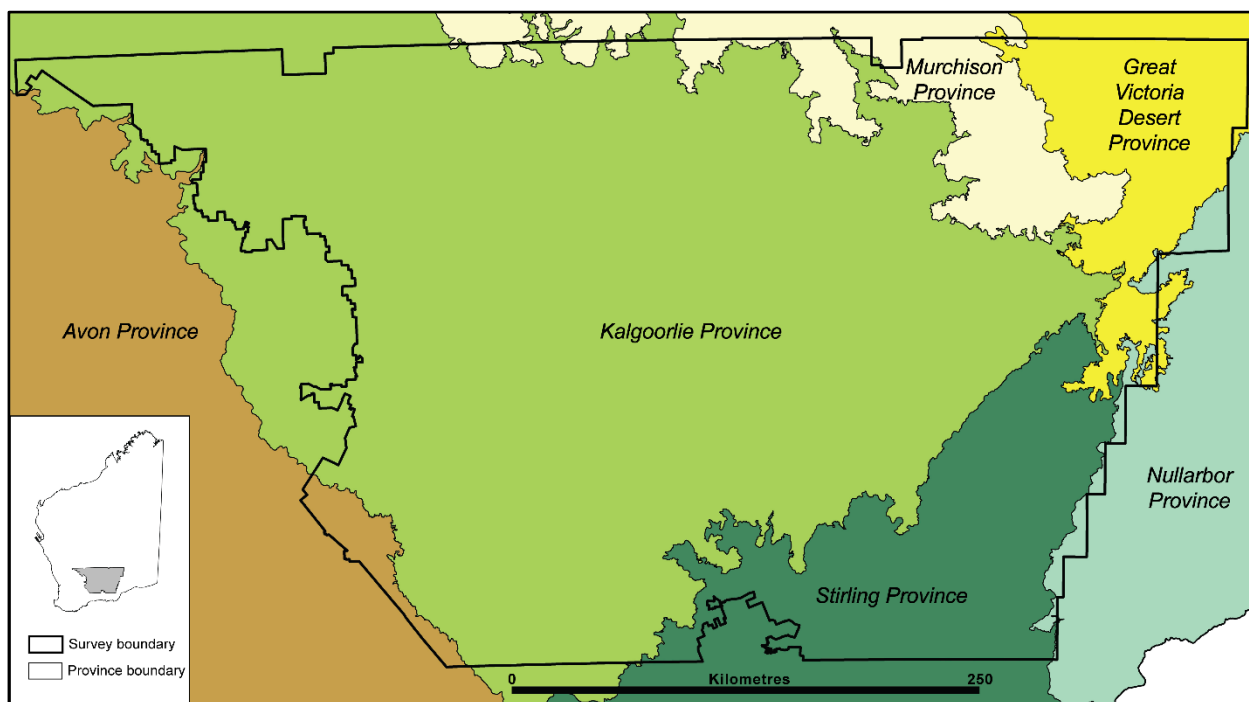 Murchison
Province
Great
Victoria
Desert
Province
Avon Province
Kalgoorlie Province
Nullarbor
Province
Stirling Province
Survey boundary
Province boundary
0
Kilometres
250